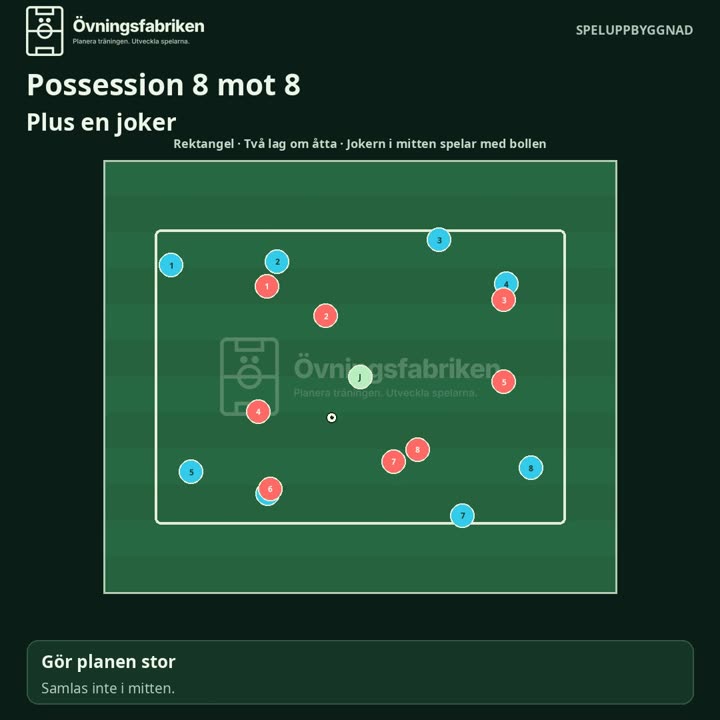 Övningsfabriken
Planera träningen. Utveckla spelarna.
SPELUPPBYGGNAD
Possession 8 mot 8
Plus en joker
Rektangel · Två lag om åtta · Jokern i mitten spelar med bollen
3
1
2
1
4
3
2
Övningsfabriken
J
5
Planera träningen. Utveckla spelarna.
4
8
7
5
8
6
7
Gör planen stor
Samlas inte i mitten.